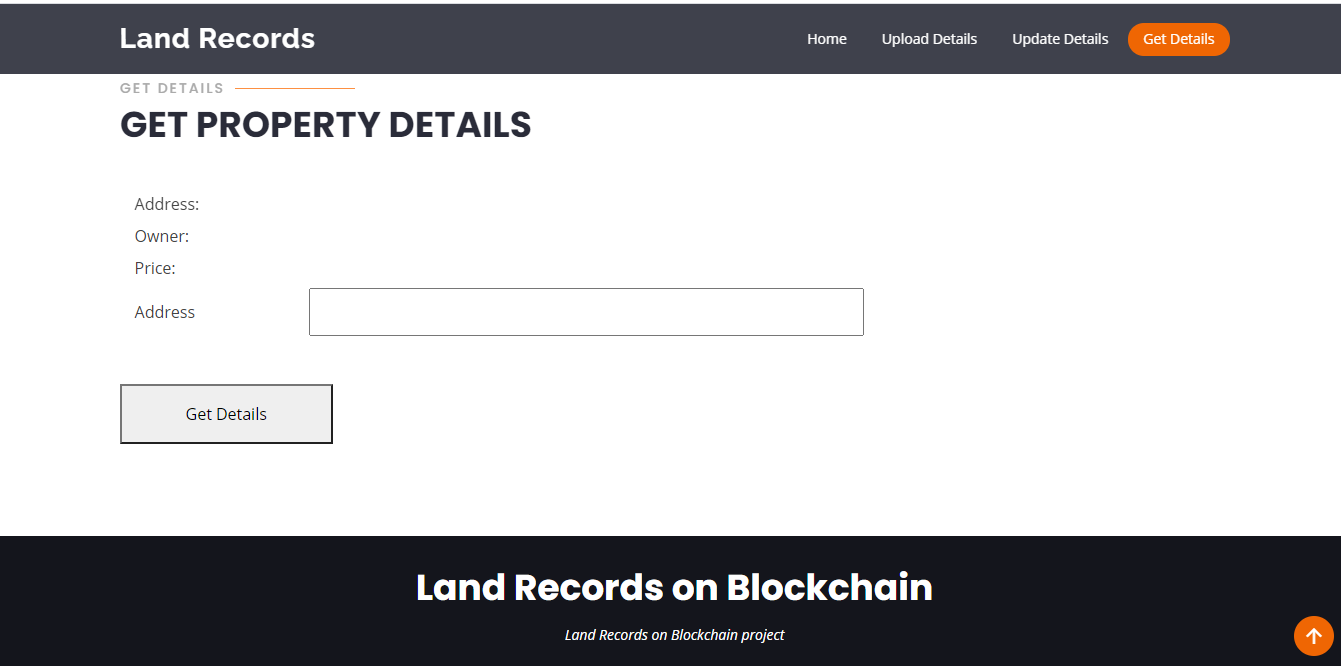 Land Records
Home Upload Details Update Details Get Details
GET DETAILS
GET PROPERTY DETAILS
Address:
Owner:
Price:
Address
Get Details
Land Records on Blockchain
Land Records on Blockchain project